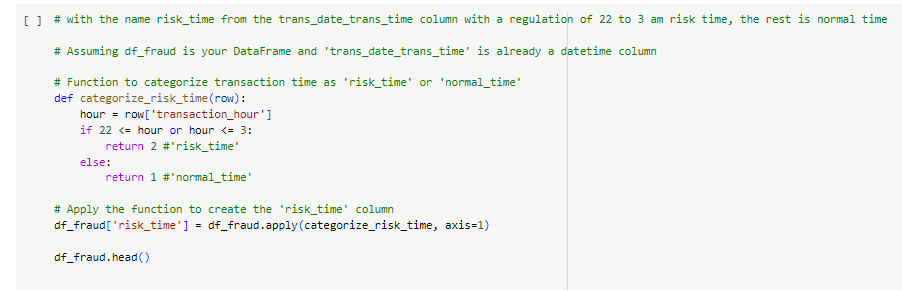 [ ] # with the name risk_time from the trans_date_trans_time column with a regulation of 22 to 3 am risk time, the rest is normal time
# Assuming df_fraud is your DataFrame and 'trans_date_trans_time' is already a datetime column
# Function to categorize transaction time as 'risk_time' or 'normal_time'
def categorize_risk_time(row):
    hour = row['transaction_hour']
    if 22 <= hour or hour <= 3:
        return 2 #'risk_time'
    else:
        return 1 #'normal_time'
# Apply the function to create the 'risk_time' column
df_fraud['risk_time'] = df_fraud.apply(categorize_risk_time, axis=1)
df_fraud.head()